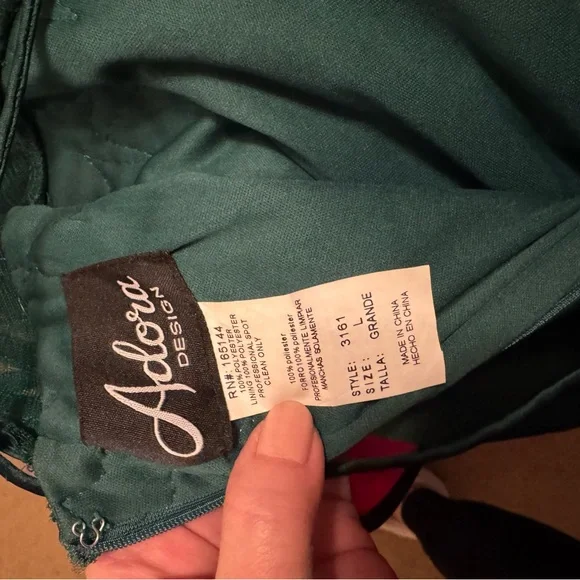 Adora
DESIGN
RN#: 165144
100% POLYESTER
LINING 100% POLYESTER
PROFESSIONAL SPOT
CLEAN ONLY
100% poliester
FORRO 100% poliester
PROFESIONALMENTE LIMPIAR
MANCHAS SOLAMENTE
STYLE: 3161
SIZE: L
TALLA: GRANDE
MADE IN CHINA
HECHO EN CHINA